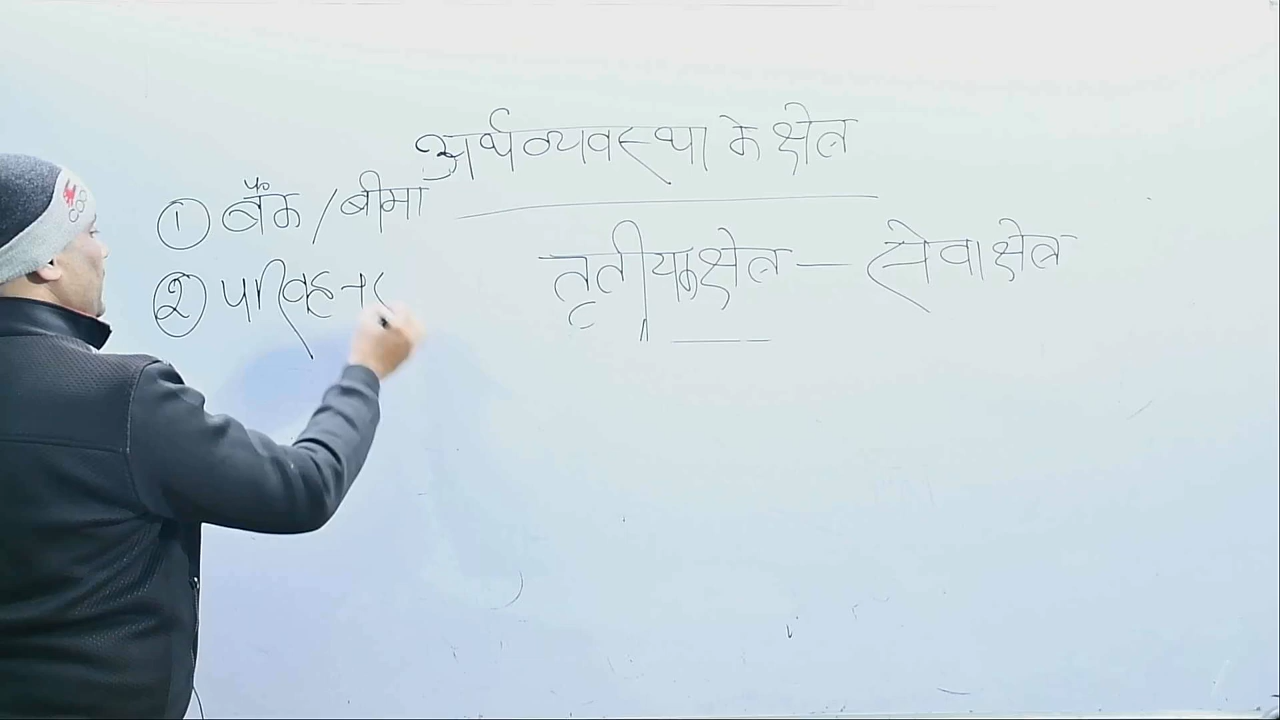 अर्थव्यवस्था के क्षेत्र
① बैंक / बीमा
तृतीयक क्षेत्र — सेवा क्षेत्र
② परिवहन